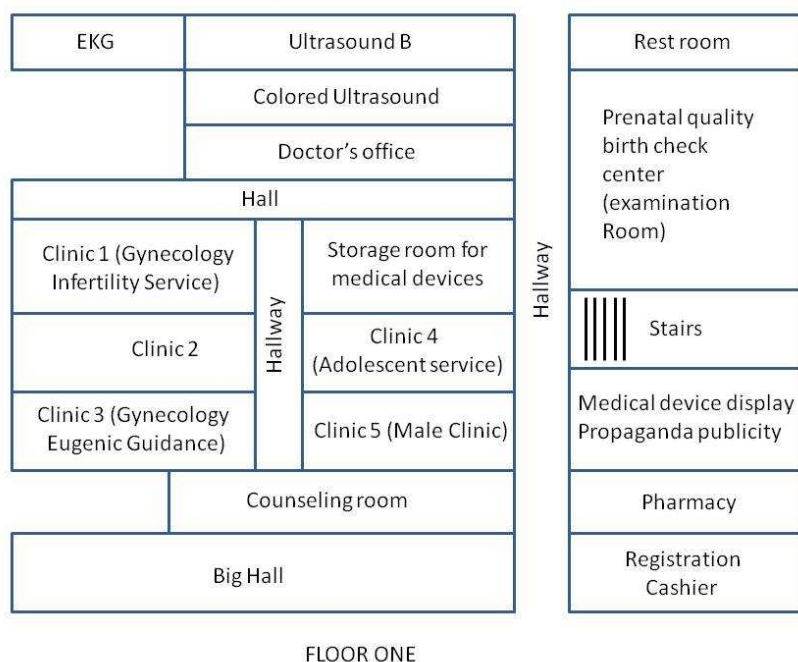 EKG
Ultrasound B
Rest room
Colored Ultrasound
Prenatal quality
birth check
center
(examination
Room)
Doctor's office
Hall
Clinic 1 (Gynecology
Infertility Service)
Hallway
Storage room for
medical devices
Hallway
Stairs
Clinic 2
Clinic 4
(Adolescent service)
Medical device display
Propaganda publicity
Clinic 3 (Gynecology
Eugenic Guidance)
Clinic 5 (Male Clinic)
Counseling room
Pharmacy
Big Hall
Registration
Cashier
FLOOR ONE